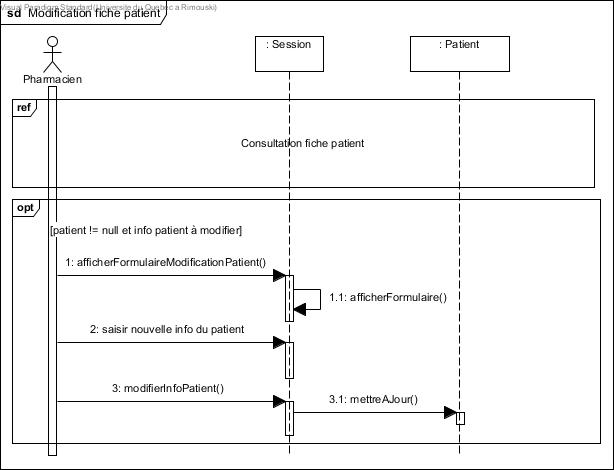 Visual Paradigm Standard(Universite du Quebec a Rimouski)
sd Modification fiche patient
: Session
: Patient
Pharmacien
ref
Consultation fiche patient
opt
[patient != null et info patient à modifier]
1: afficherFormulaireModificationPatient()
1.1: afficherFormulaire()
2: saisir nouvelle info du patient
3: modifierInfoPatient()
3.1: mettreAJour()